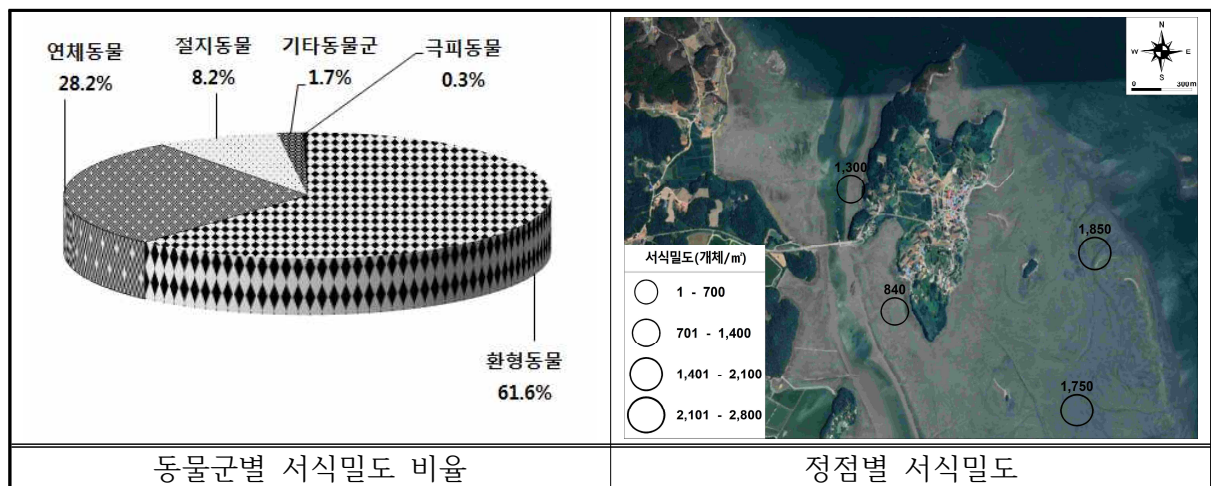 연체동물
28.2%
절지동물
8.2%
기타동물군
1.7%
극피동물
0.3%
환형동물
61.6%
동물군별 서식밀도 비율
N
W E
S
0 300m
1,300
1,850
840
1,750
서식밀도(개체/㎡)
1 - 700
701 - 1,400
1,401 - 2,100
2,101 - 2,800
정점별 서식밀도